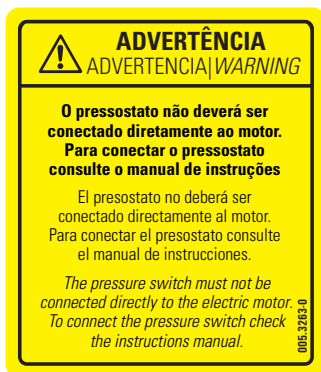 ADVERTÊNCIA
ADVERTENCIA|WARNING
O pressostato não deverá ser
conectado diretamente ao motor.
Para conectar o pressostato
consulte o manual de instruções
El presostato no deberá ser
conectado directamente al motor.
Para conectar el presostato consulte
el manual de instrucciones.
The pressure switch must not be
connected directly to the electric motor.
To connect the pressure switch check
the instructions manual.
005.3263-0